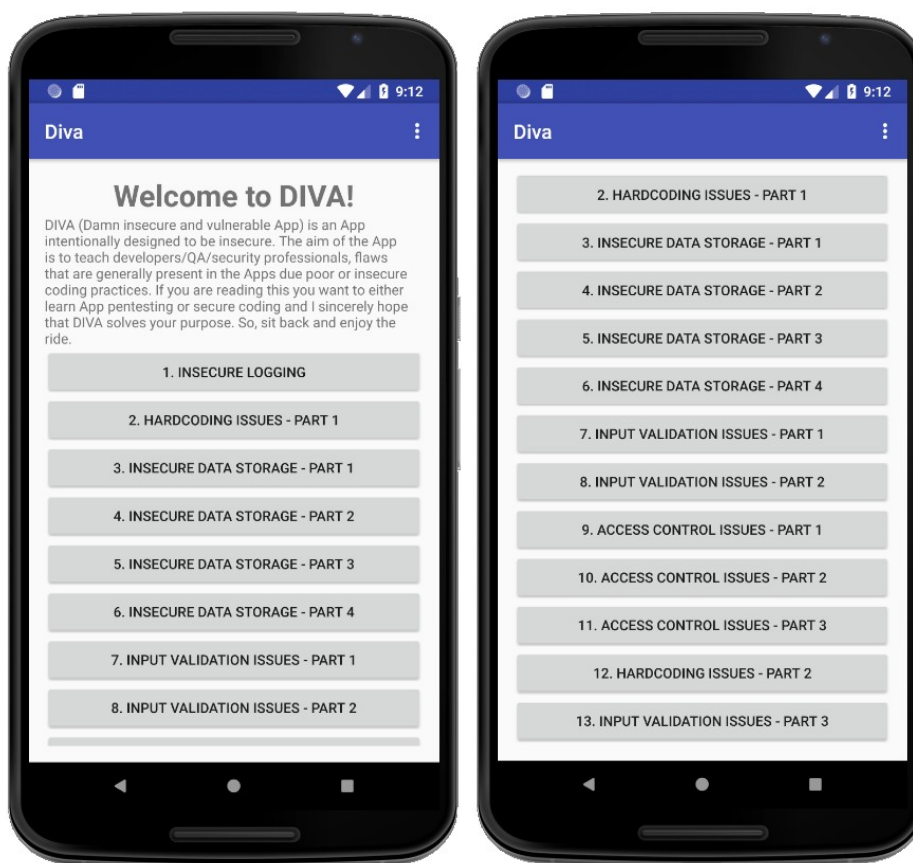 9:12
Diva
Welcome to DIVA!
DIVA (Damn insecure and vulnerable App) is an App
intentionally designed to be insecure. The aim of the App
is to teach developers/QA/security professionals, flaws
that are generally present in the Apps due poor or insecure
coding practices. If you are reading this you want to either
learn App pentesting or secure coding and I sincerely hope
that DIVA solves your purpose. So, sit back and enjoy the
ride.
1. INSECURE LOGGING
2. HARDCODING ISSUES - PART 1
3. INSECURE DATA STORAGE - PART 1
4. INSECURE DATA STORAGE - PART 2
5. INSECURE DATA STORAGE - PART 3
6. INSECURE DATA STORAGE - PART 4
7. INPUT VALIDATION ISSUES - PART 1
8. INPUT VALIDATION ISSUES - PART 2
9:12
Diva
2. HARDCODING ISSUES - PART 1
3. INSECURE DATA STORAGE - PART 1
4. INSECURE DATA STORAGE - PART 2
5. INSECURE DATA STORAGE - PART 3
6. INSECURE DATA STORAGE - PART 4
7. INPUT VALIDATION ISSUES - PART 1
8. INPUT VALIDATION ISSUES - PART 2
9. ACCESS CONTROL ISSUES - PART 1
10. ACCESS CONTROL ISSUES - PART 2
11. ACCESS CONTROL ISSUES - PART 3
12. HARDCODING ISSUES - PART 2
13. INPUT VALIDATION ISSUES - PART 3